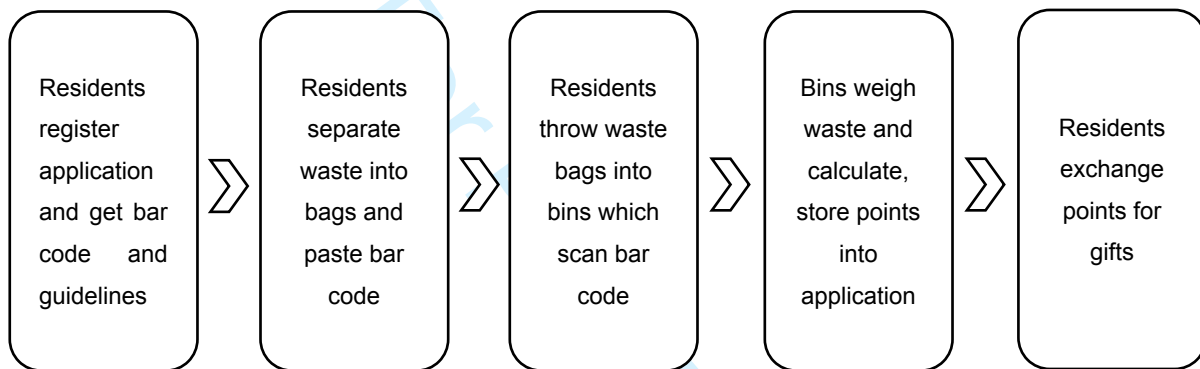 Residents
register
application
and get bar
code and
guidelines
Residents
separate
waste into
bags and
paste bar
code
Residents
throw waste
bags into
bins which
scan bar
code
Bins weigh
waste and
calculate,
store points
into
application
Residents
exchange
points for
gifts